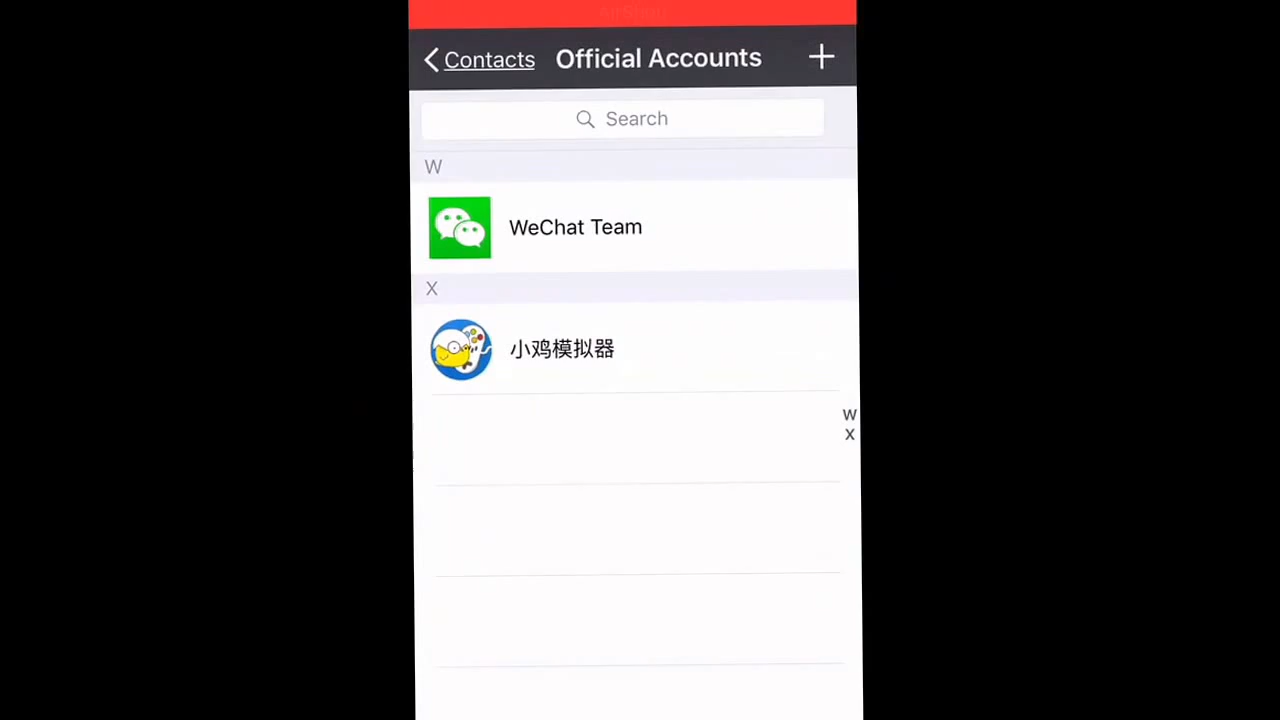 Contacts
Official Accounts
Search
W
WeChat Team
X
小鸡模拟器
W
X